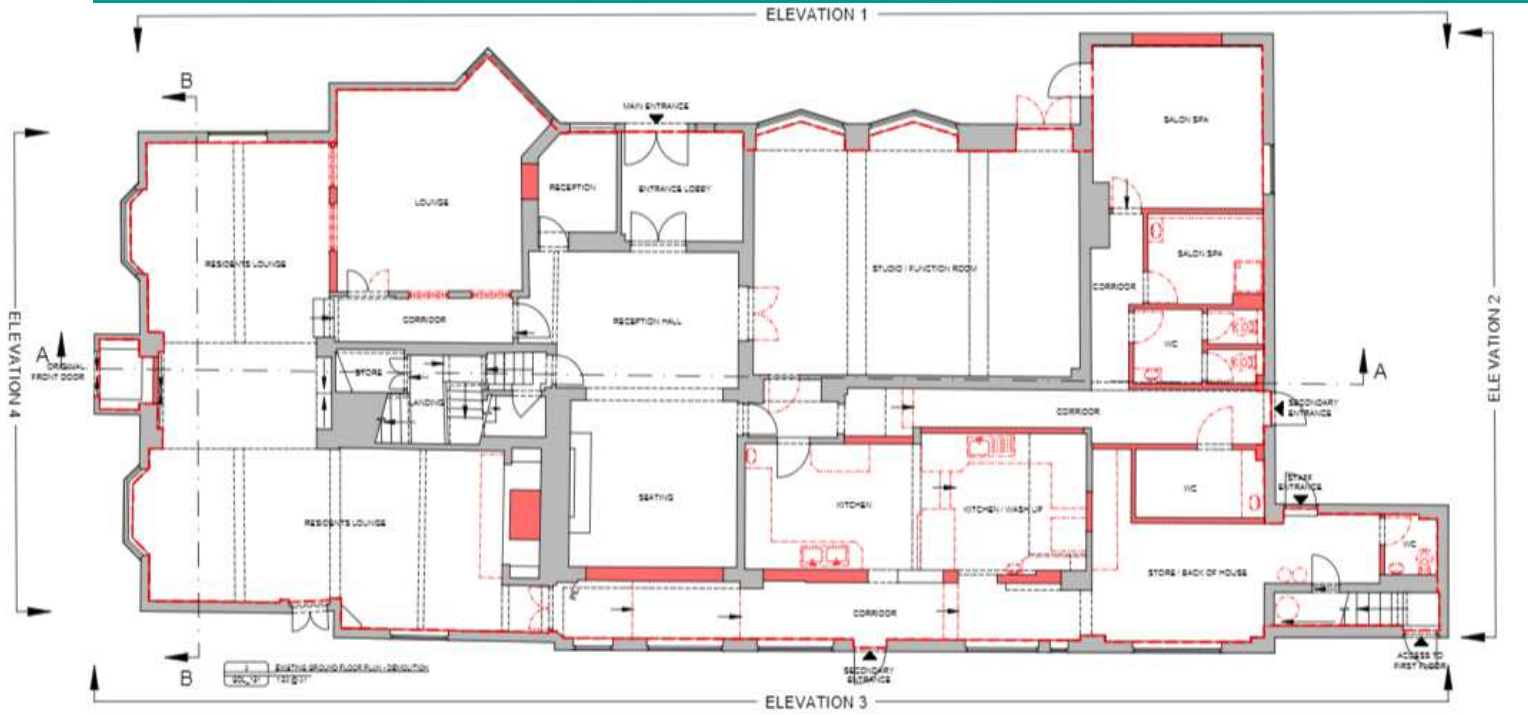 ELEVATION 1
B
MAIN ENTRANCE
SALON SPA
RECEPTION
ENTRANCE LOBBY
LOUNGE
RESIDENTS LOUNGE
STUDIO / FUNCTION ROOM
SALON SPA
CORRIDOR
CORRIDOR
RECEPTION HALL
ELEVATION 4
ELEVATION 2
A
ORIGINAL
FRONT DOOR
STORE
WC
A
LANDING
CORRIDOR
SECONDARY
ENTRANCE
SEATING
KITCHEN
KITCHEN / WASH UP
WC
STAFF
ENTRANCE
RESIDENTS LOUNGE
WC
STORE / BACK OF HOUSE
CORRIDOR
ACCESS TO
FIRST FLOOR
SECONDARY
ENTRANCE
B
EXISTING GROUND FLOOR PLAN - DEMOLITION
ELEVATION 3